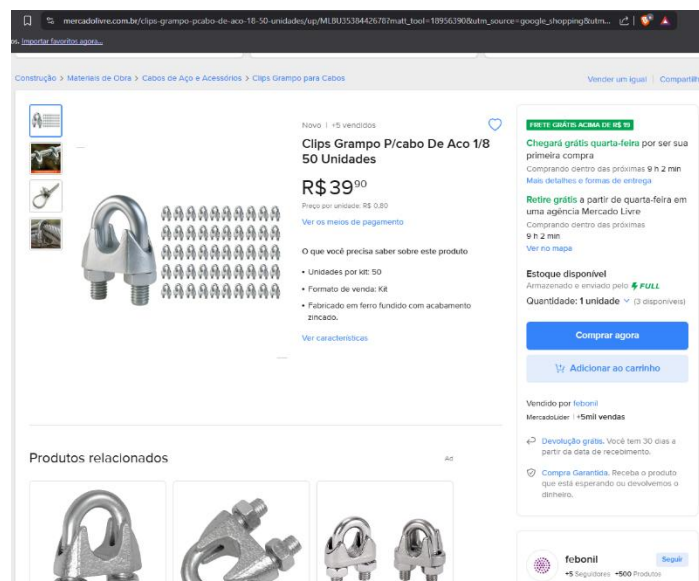 mercadolivre.com.br/clips-grampo-pcabo-de-aco-18-50-unidades/up/MLBU3538442678?matt_tool=18956390&utm_source=google_shopping&utm...
os. Importar favoritos agora...
Construção > Materiais de Obra > Cabos de Aço e Acessórios > Clips Grampo para Cabos
Vender um igual | Compartilh
Novo | +5 vendidos
Clips Grampo P/cabo De Aco 1/8
50 Unidades
R$39⁹⁰
Preço por unidade: R$ 0,80
Ver os meios de pagamento
O que você precisa saber sobre este produto
• Unidades por kit: 50
• Formato de venda: Kit
• Fabricado em ferro fundido com acabamento
zincado.
Ver características
FRETE GRÁTIS ACIMA DE R$ 19
Chegará grátis quarta-feira por ser sua
primeira compra
Comprando dentro das próximas 9 h 2 min
Mais detalhes e formas de entrega
Retire grátis a partir de quarta-feira em
uma agência Mercado Livre
Comprando dentro das próximas
9 h 2 min
Ver no mapa
Estoque disponível
Armazenado e enviado pelo FULL
Quantidade: 1 unidade (3 disponíveis)
Comprar agora
Adicionar ao carrinho
Vendido por febonil
MercadoLíder | +5mil vendas
Devolução grátis. Você tem 30 dias a
partir da data de recebimento.
Compra Garantida. Receba o produto
que está esperando ou devolvemos o
dinheiro.
Produtos relacionados
Ad
febonil
Seguir
+5 Seguidores +500 Produtos